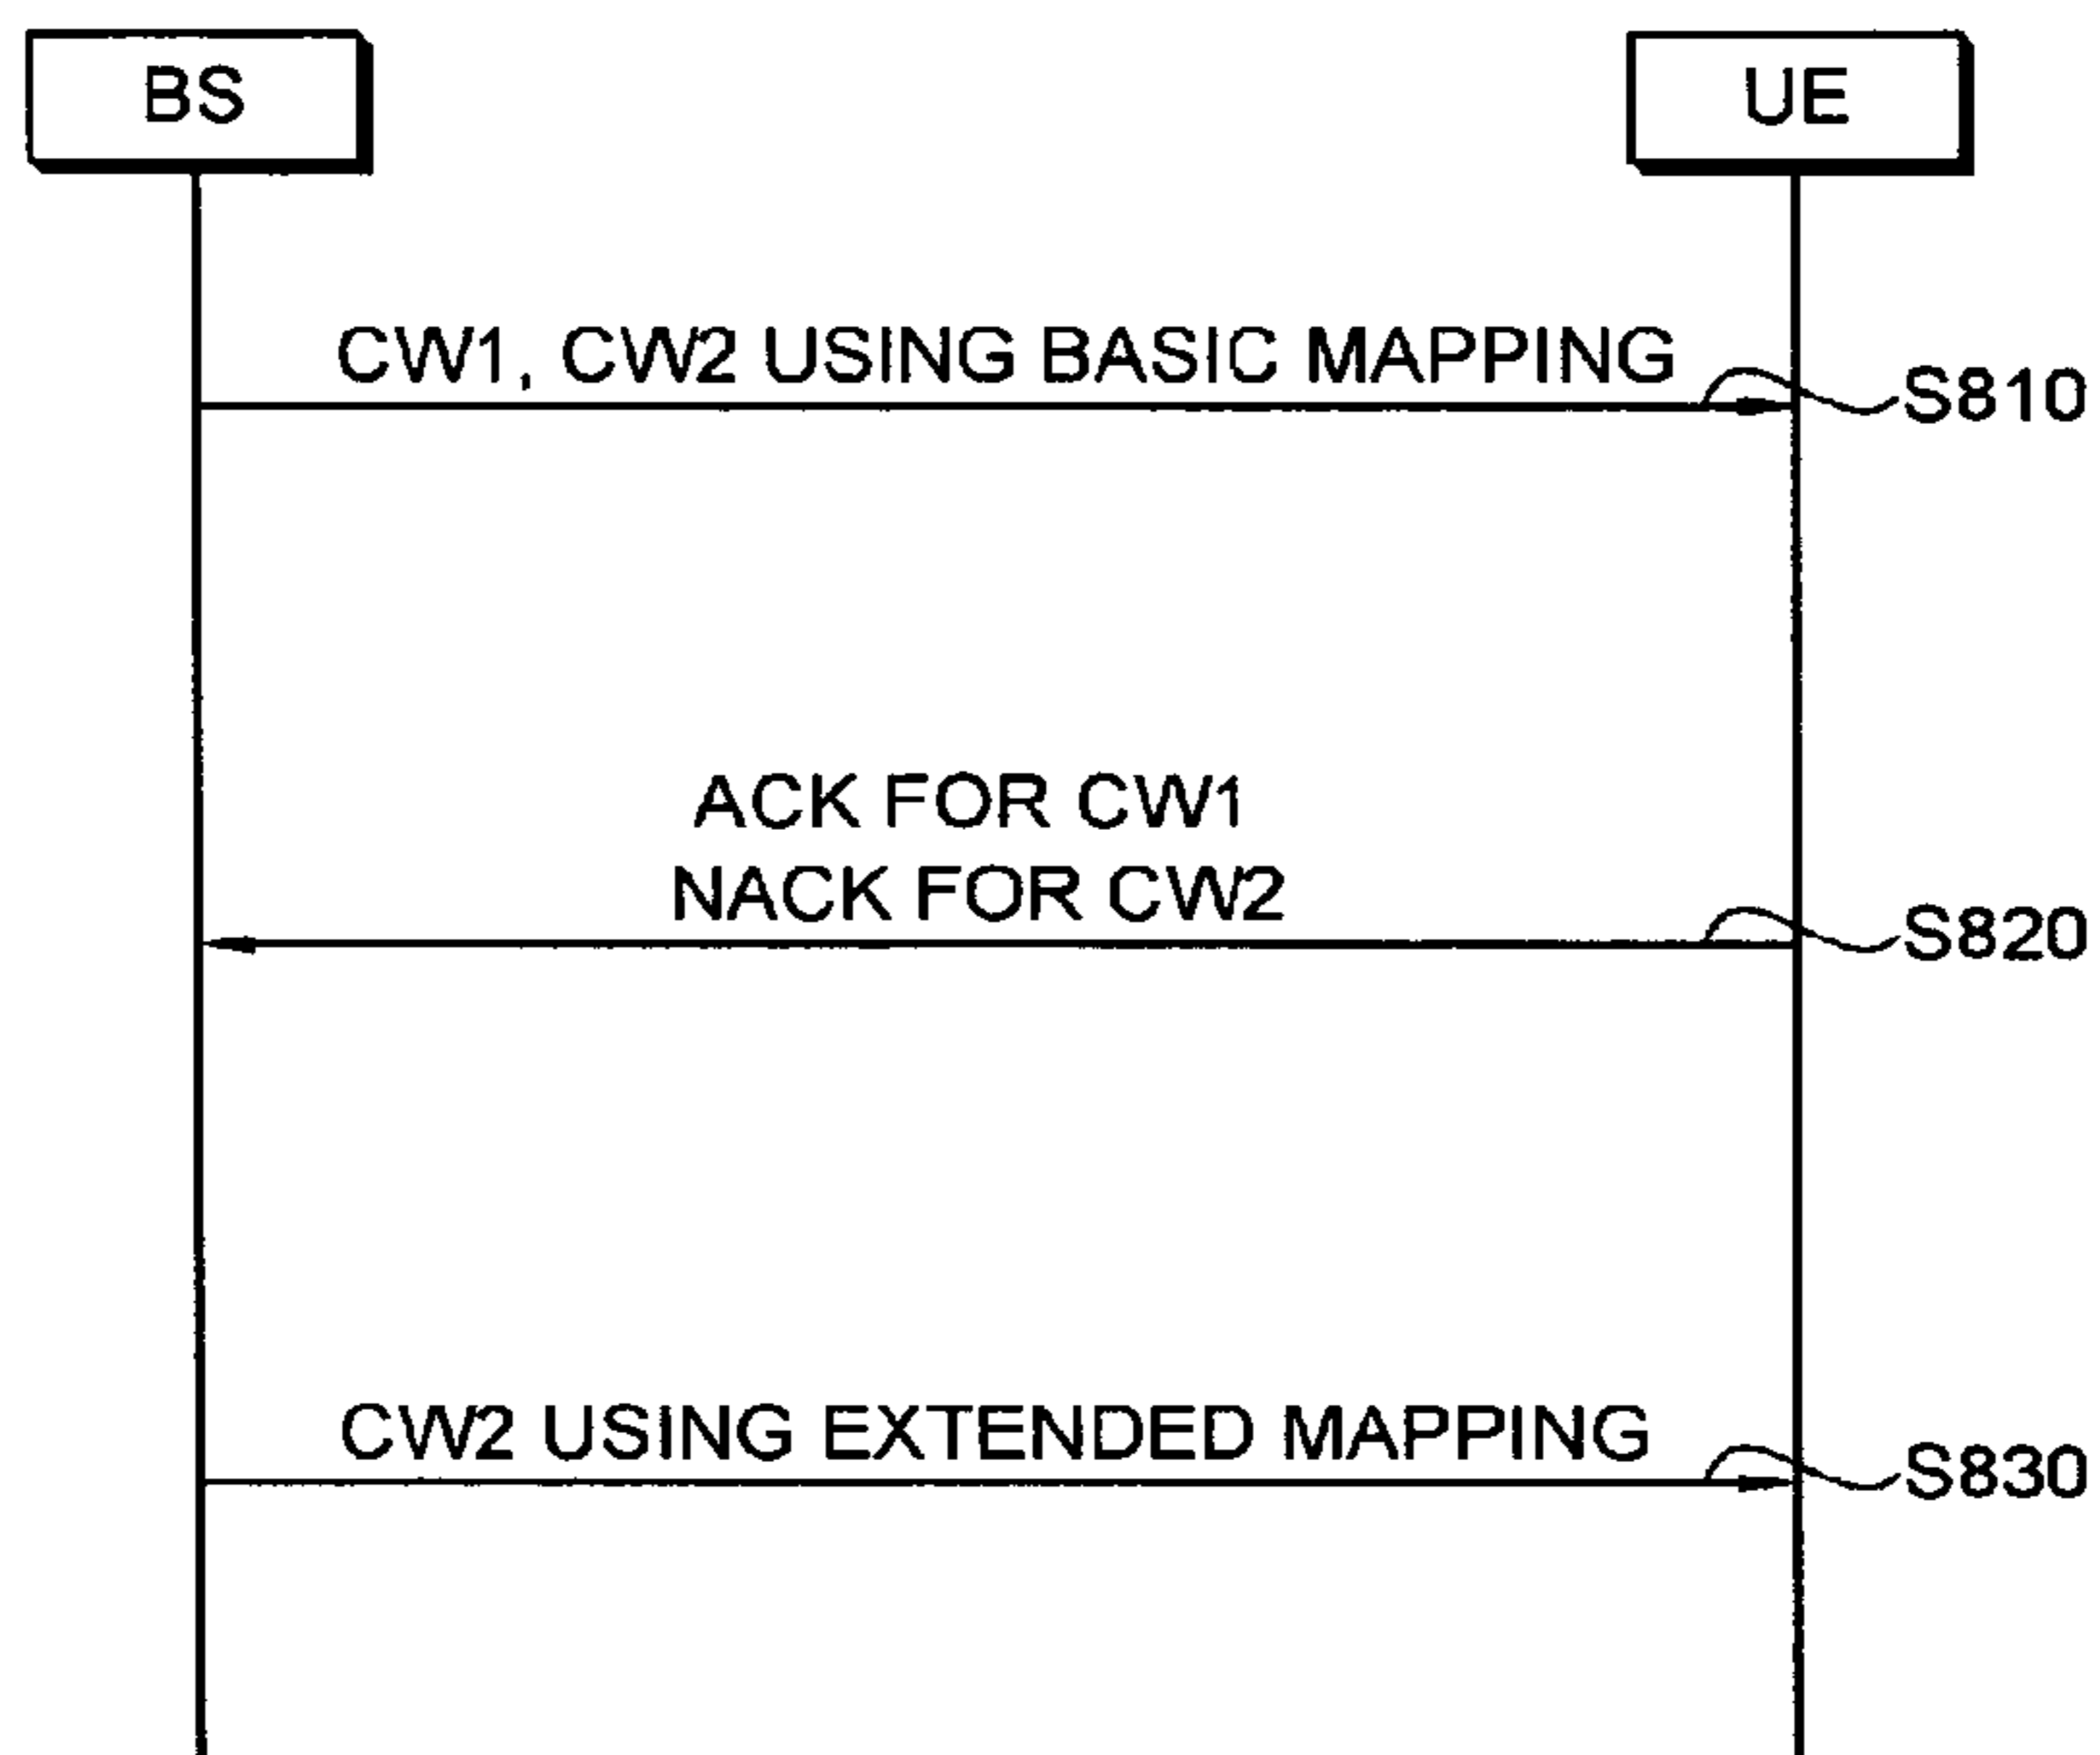 BS
UE
CW1, CW2 USING BASIC MAPPING
S810
ACK FOR CW1
NACK FOR CW2
S820
CW2 USING EXTENDED MAPPING
S830